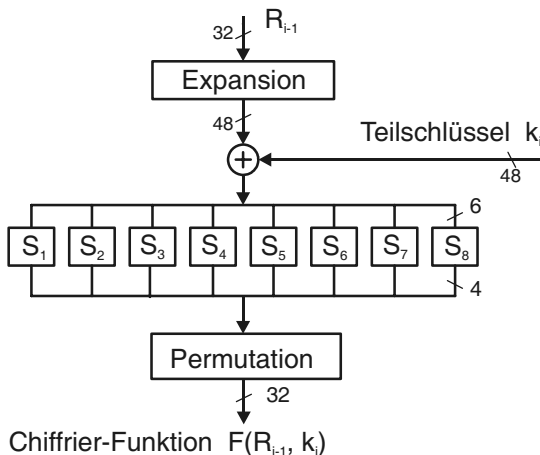 32 R_{i-1}
Expansion
48
Teilschlüssel k_i
+
48
6
S_1 S_2 S_3 S_4 S_5 S_6 S_7 S_8
4
Permutation
32
Chiffrier-Funktion F(R_{i-1}, k_i)